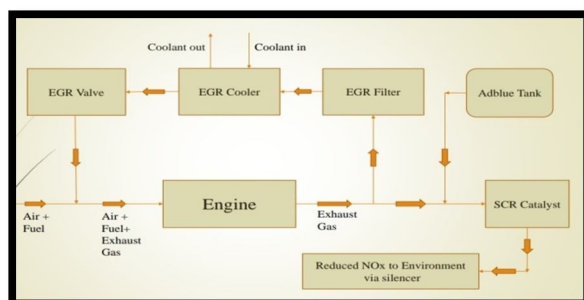 Coolant out
Coolant in
EGR Valve
EGR Cooler
EGR Filter
Adblue Tank
Air +
Fuel
Air +
Fuel+
Exhaust
Gas
Engine
Exhaust
Gas
SCR Catalyst
Reduced NOx to Environment
via silencer